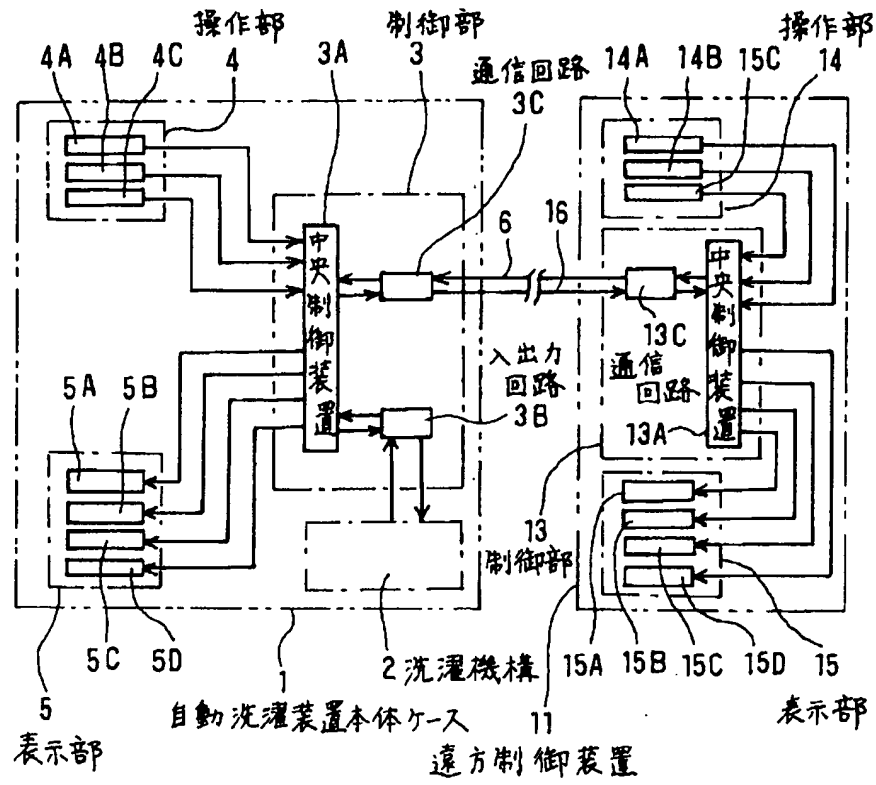 操作部
4A 4B 4C 4
制御部
3A 3
通信回路
3C
14A 14B 15C
操作部
14
6 16
中央制御装置
中央制御装置
13C
通信
回路
13A
入出力
回路
3B
5A 5B
13
制御部
5C 5D
5
表示部
1
自動洗濯装置本体ケース
2 洗濯機構
15A 15B 15C 15D 15
表示部
11
遠方制御装置